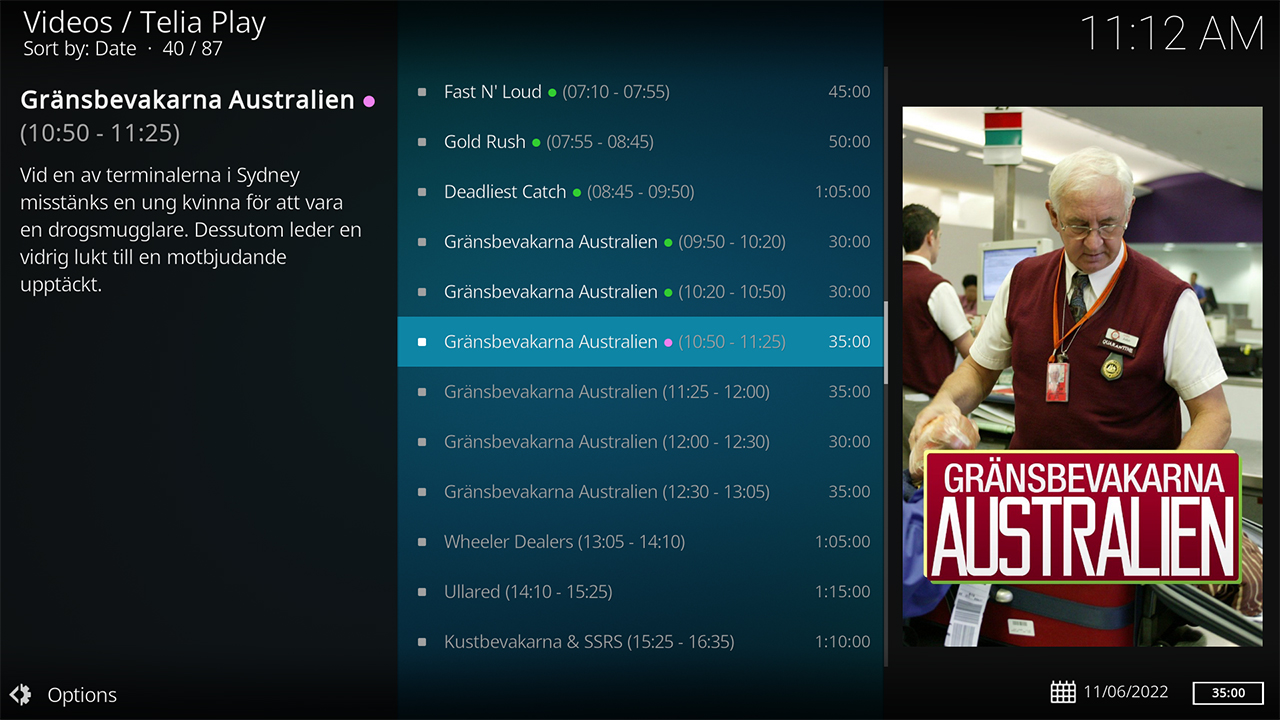 Videos / Telia Play
Sort by: Date · 40 / 87
11:12 AM
Gränsbevakarna Australien
(10:50 - 11:25)
Vid en av terminalerna i Sydney
misstänks en ung kvinna för att vara
en drogsmugglare. Dessutom leder en
vidrig lukt till en motbjudande
upptäckt.
Fast N' Loud (07:10 - 07:55) 45:00
Gold Rush (07:55 - 08:45) 50:00
Deadliest Catch (08:45 - 09:50) 1:05:00
Gränsbevakarna Australien (09:50 - 10:20) 30:00
Gränsbevakarna Australien (10:20 - 10:50) 30:00
Gränsbevakarna Australien (10:50 - 11:25) 35:00
Gränsbevakarna Australien (11:25 - 12:00) 35:00
Gränsbevakarna Australien (12:00 - 12:30) 30:00
Gränsbevakarna Australien (12:30 - 13:05) 35:00
Wheeler Dealers (13:05 - 14:10) 1:05:00
Ullared (14:10 - 15:25) 1:15:00
Kustbevakarna & SSRS (15:25 - 16:35) 1:10:00
QUARANTINE
GRÄNSBEVAKARNA
AUSTRALIEN
Options
11/06/2022
35:00